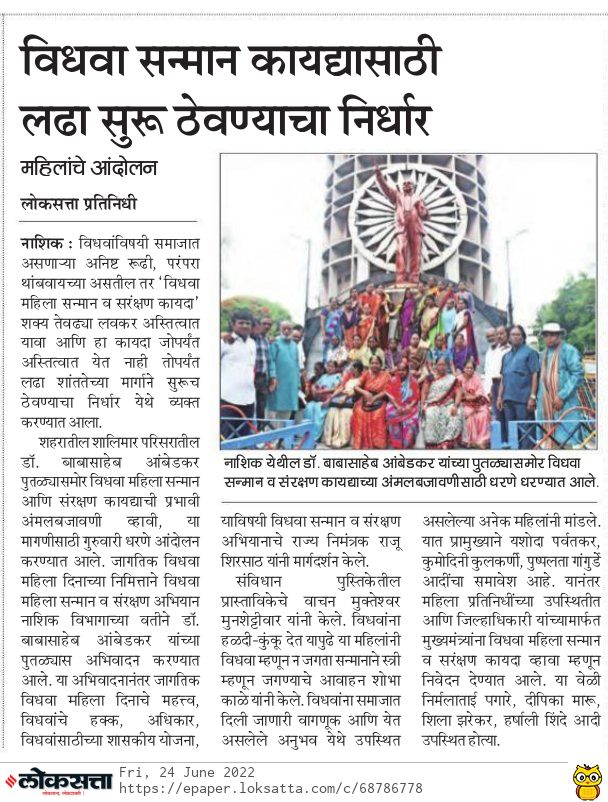 विधवा सन्मान कायद्यासाठी
लढा सुरू ठेवण्याचा निर्धार
महिलांचे आंदोलन
लोकसत्ता प्रतिनिधी
नाशिक : विधवांविषयी समाजात
असणाऱ्या अनिष्ट रूढी, परंपरा
थांबवायच्या असतील तर ‘विधवा
महिला सन्मान व सरंक्षण कायदा’
शक्य तेवढ्या लवकर अस्तित्वात
यावा आणि हा कायदा जोपर्यंत
अस्तित्वात येत नाही तोपर्यंत
लढा शांततेच्या मार्गाने सुरूच
ठेवण्याचा निर्धार येथे व्यक्त
करण्यात आला.
शहरातील शालिमार परिसरातील
डॉ. बाबासाहेब आंबेडकर
पुतळ्यासमोर विधवा महिला सन्मान
आणि संरक्षण कायद्याची प्रभावी
अंमलबजावणी व्हावी, या
मागणीसाठी गुरुवारी धरणे आंदोलन
करण्यात आले. जागतिक विधवा
महिला दिनाच्या निमित्ताने विधवा
महिला सन्मान व संरक्षण अभियान
नाशिक विभागाच्या वतीने डॉ.
बाबासाहेब आंबेडकर यांच्या
पुतळ्यास अभिवादन करण्यात
आले. या अभिवादनानंतर जागतिक
विधवा महिला दिनाचे महत्त्व,
विधवांचे हक्क, अधिकार,
विधवांसाठीच्या शासकीय योजना,
नाशिक येथील डॉ. बाबासाहेब आंबेडकर यांच्या पुतळ्यासमोर विधवा
सन्मान व संरक्षण कायद्याच्या अंमलबजावणीसाठी धरणे धरण्यात आले.
याविषयी विधवा सन्मान व संरक्षण
अभियानाचे राज्य निमंत्रक राजू
शिरसाठ यांनी मार्गदर्शन केले.
संविधान पुस्तिकेतील
प्रास्ताविकेचे वाचन मुक्तेश्वर
मुनशेट्टीवार यांनी केले. विधवांना
हळदी-कुंकू देत यापुढे या महिलांनी
विधवा म्हणून न जगता सन्मानाने स्त्री
म्हणून जगण्याचे आवाहन शोभा
काळे यांनी केले. विधवांना समाजात
दिली जाणारी वागणूक आणि येत
असलेले अनुभव येथे उपस्थित
असलेल्या अनेक महिलांनी मांडले.
यात प्रामुख्याने यशोदा पर्वतकर,
कुमोदिनी कुलकर्णी, पुष्पलता गांगुर्डे
आदींचा समावेश आहे. यानंतर
महिला प्रतिनिधींच्या उपस्थितीत
आणि जिल्हाधिकारी यांच्यामार्फत
मुख्यमंत्र्यांना विधवा महिला सन्मान
व सरंक्षण कायदा व्हावा म्हणून
निवेदन देण्यात आले. या वेळी
निर्मलाताई पगारे, दीपिका मारू,
शिला झरेकर, हर्षाली शिंदे आदी
उपस्थित होत्या.
लोकसत्ता
Fri, 24 June 2022
https://epaper.loksatta.com/c/68786778